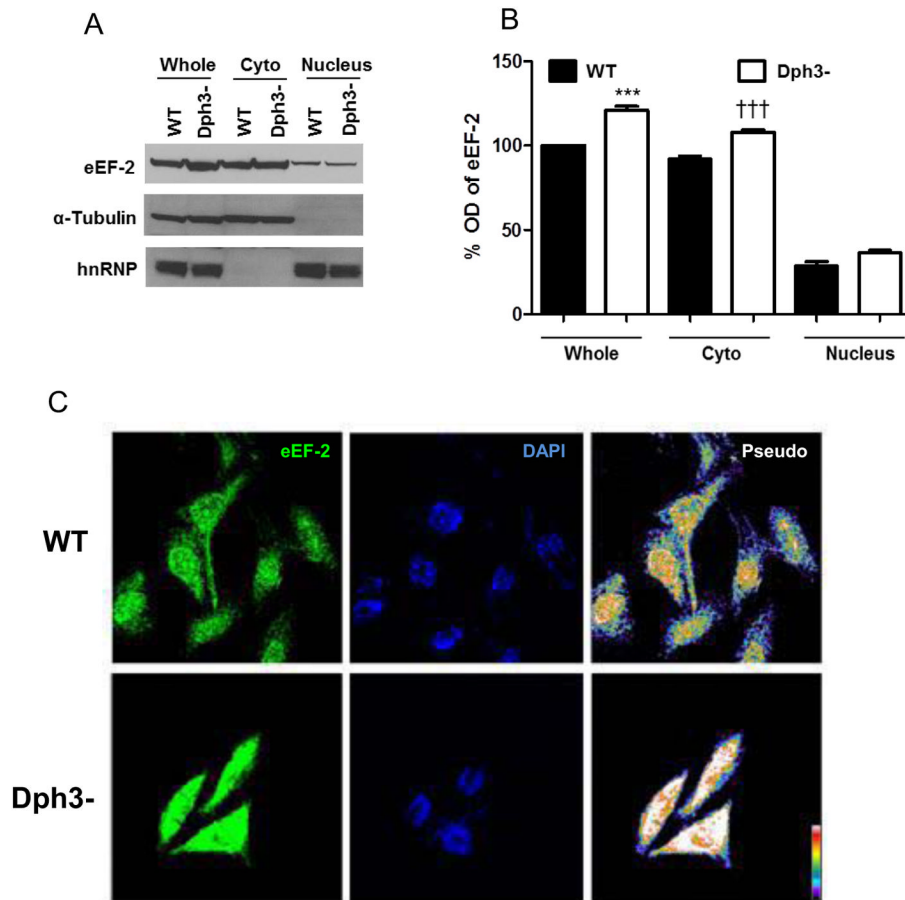 A
Whole Cyto Nucleus
WT Dph3- WT Dph3- WT Dph3-
eEF-2
α-Tubulin
hnRNP
B
WT Dph3-
% OD of eEF-2
150
100
50
0
*** †††
Whole Cyto Nucleus
C
eEF-2 DAPI Pseudo
WT
Dph3-